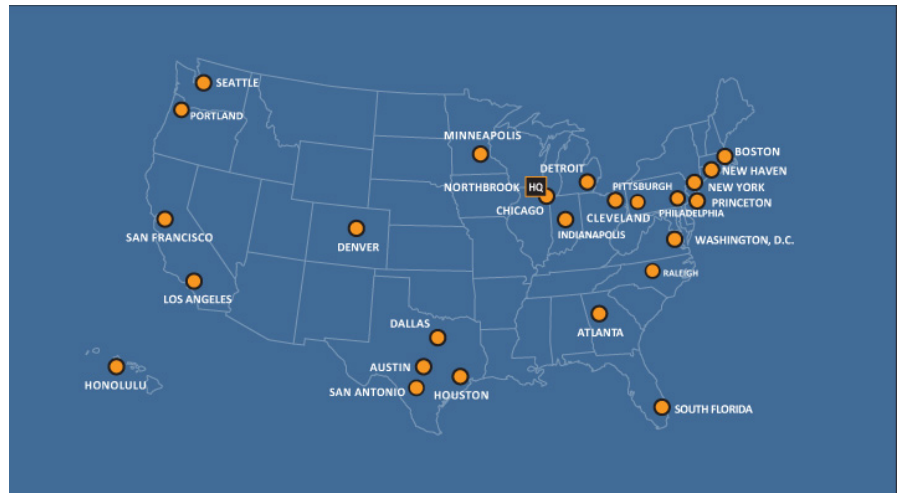 SEATTLE
PORTLAND
MINNEAPOLIS
BOSTON
DETROIT
NEW HAVEN
NORTHBROOK
HQ
PITTSBURGH
NEW YORK
CHICAGO
CLEVELAND
PHILADELPHIA
PRINCETON
SAN FRANCISCO
DENVER
INDIANAPOLIS
WASHINGTON, D.C.
RALEIGH
LOS ANGELES
DALLAS
ATLANTA
AUSTIN
HONOLULU
SAN ANTONIO
HOUSTON
SOUTH FLORIDA